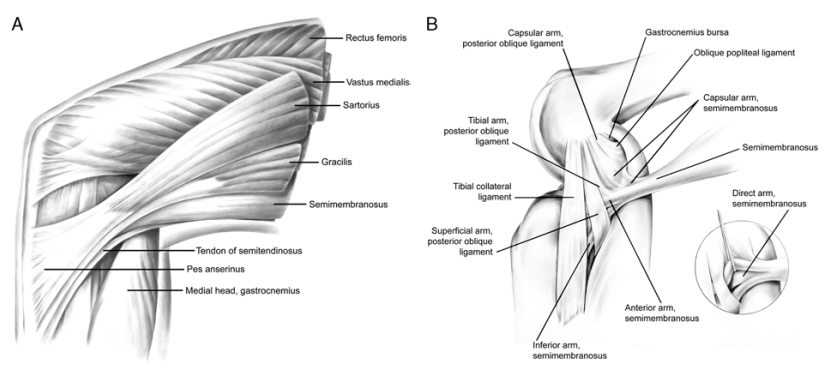 A
Rectus femoris
Vastus medialis
Sartorius
Gracilis
Semimembranosus
Tendon of semitendinosus
Pes anserinus
Medial head, gastrocnemius
B
Capsular arm,
posterior oblique ligament
Gastrocnemius bursa
Oblique popliteal ligament
Capsular arm,
semimembranosus
Tibial arm,
posterior oblique
ligament
Semimembranosus
Tibial collateral
ligament
Direct arm,
semimembranosus
Superficial arm,
posterior oblique
ligament
Anterior arm,
semimembranosus
Inferior arm,
semimembranosus